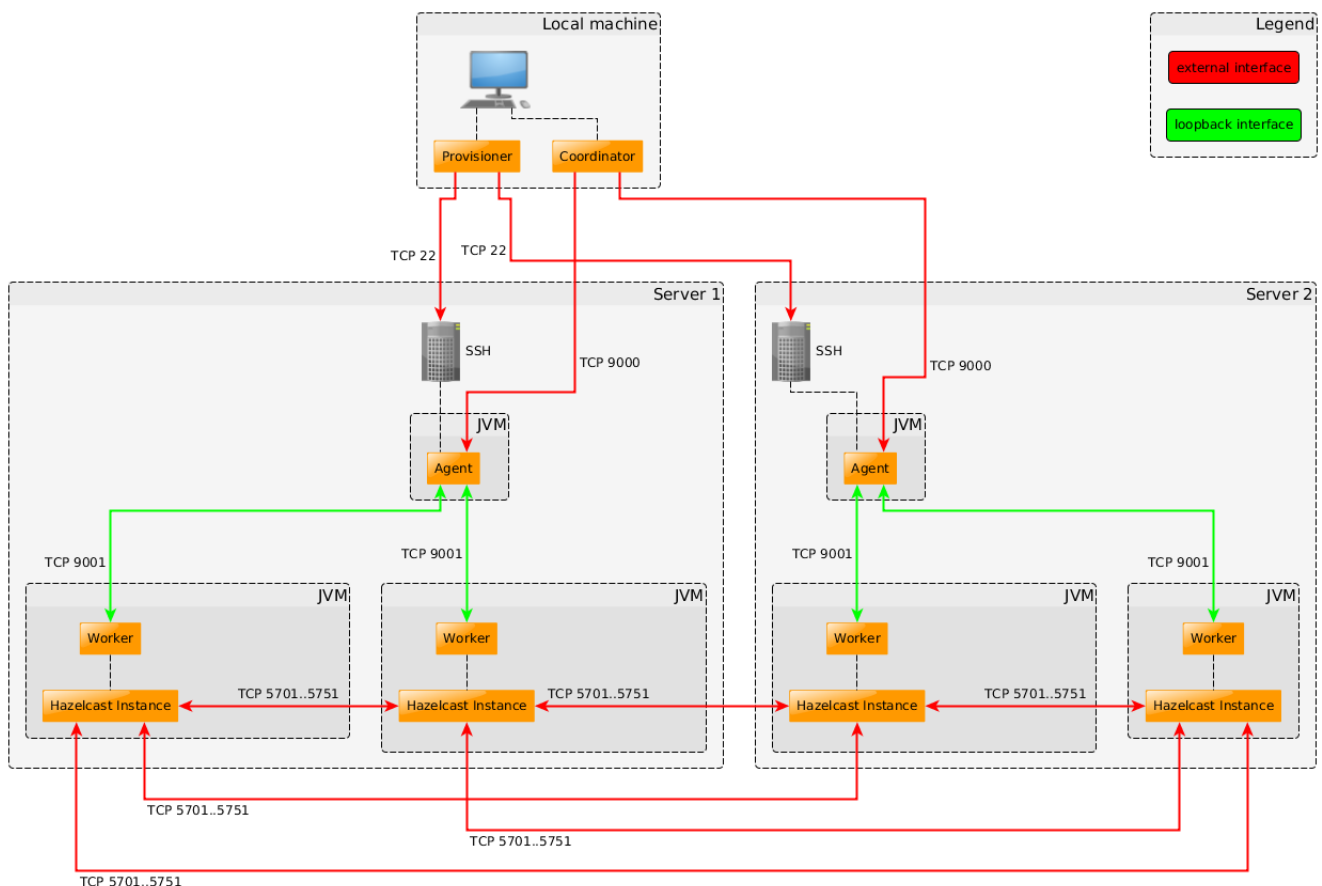 Local machine
Legend
external interface
loopback interface
Provisioner
Coordinator
TCP 22
TCP 22
Server 1
Server 2
SSH
SSH
TCP 9000
TCP 9000
JVM
JVM
Agent
Agent
TCP 9001
TCP 9001
TCP 9001
TCP 9001
JVM
JVM
JVM
JVM
Worker
Worker
Worker
Worker
TCP 5701..5751
TCP 5701..5751
TCP 5701..5751
Hazelcast Instance
Hazelcast Instance
Hazelcast Instance
Hazelcast Instance
TCP 5701..5751
TCP 5701..5751
TCP 5701..5751